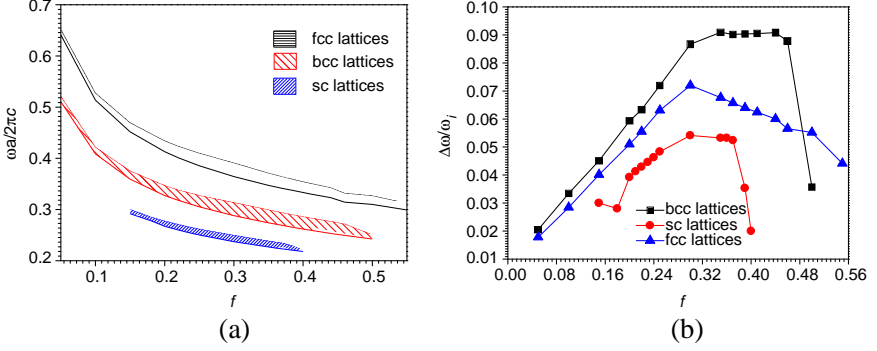 0.7
0.6
0.5
0.4
0.3
0.2
ωa/2πc
fcc lattices
bcc lattices
sc lattices
0.1 0.2 0.3 0.4 0.5
f
(a)
0.10
0.09
0.08
0.07
0.06
0.05
0.04
0.03
0.02
0.01
Δω/ωi
bcc lattices
sc lattices
fcc lattices
0.00 0.08 0.16 0.24 0.32 0.40 0.48 0.56
f
(b)